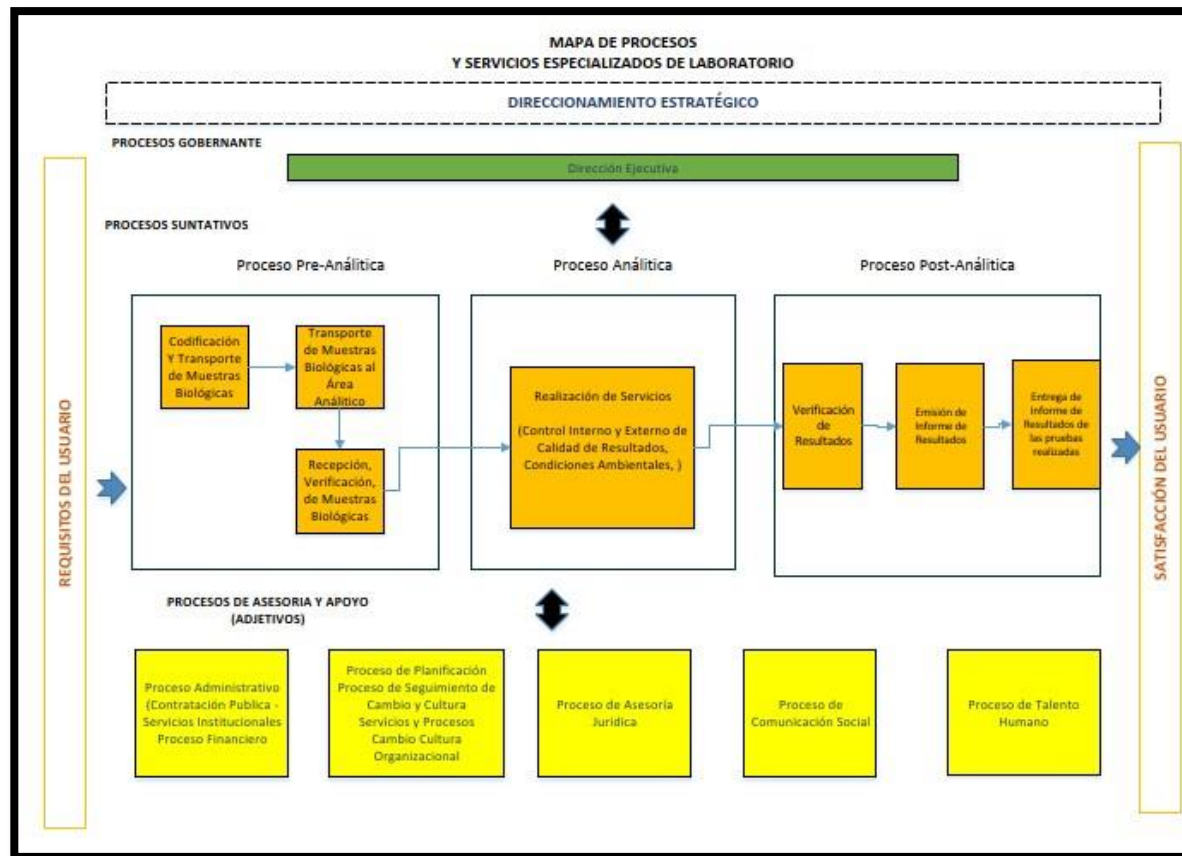 MAPA DE PROCESOS
Y SERVICIOS ESPECIALIZADOS DE LABORATORIO
DIRECCIONAMIENTO ESTRATÉGICO
PROCESOS GOBERNANTE
Dirección Ejecutiva
PROCESOS SUNTATIVOS
Proceso Pre-Análitica
Proceso Análitica
Proceso Post-Análitica
REQUISITOS DEL USUARIO
Codificación
Y Transporte
de Muestras
Biológicas
Transporte
de Muestras
Biológicas al
Área
Análitico
Recepción,
Verificación,
de Muestras
Biológicas
Realización de Servicios
(Control Interno y Externo de
Calidad de Resultados,
Condiciones Ambientales, )
Verificación
de
Resultados
Emisión de
Informe de
Resultados
Entrega de
Informe de
Resultados de
las pruebas
realizadas
SATISFACCIÓN DEL USUARIO
PROCESOS DE ASESORIA Y APOYO
(ADJETIVOS)
Proceso Administrativo
(Contratación Publica -
Servicios Institucionales
Proceso Financiero
Proceso de Planificación
Proceso de Seguimiento de
Cambio y Cultura
Servicios y Procesos
Cambio Cultura
Organizacional
Proceso de Asesoría
Juridica
Proceso de
Comunicación Social
Proceso de Talento
Humano